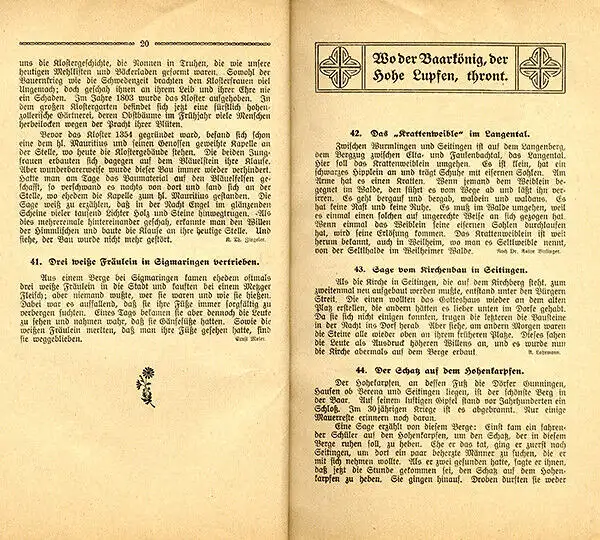 20
uns die Klostergeschichte, die Nonnen in Truhen, die wie unsere
heutigen Mehlkisten und Bäckerladen geformt waren. Sowohl der
Bauernkrieg wie die Schwedenzeit brachten den Klosterfrauen viel
Ungemach; doch geschah ihnen an ihrem Leib und ihrer Ehre nie
ein Schaden. Im Jahre 1803 wurde das Kloster aufgehoben. In
dem großen Klostergarten befindet sich jetzt eine fürstlich hohen-
zollerische Gärtnerei, deren Obstbäume im Frühjahr viele Menschen
herbeilocken wegen der Pracht ihrer Blüten.
Bevor das Kloster 1354 gegründet ward, befand sich schon
eine dem hl. Mauritius und seinen Genossen geweihte Kapelle an
der Stelle, wo heute die Klostergebäude stehen. Die beiden Jung-
frauen erbauten sich dagegen auf dem Räuelstein ihre Klause.
Aber wunderbarerweise wurde dieser Bau immer wieder verhindert.
Hatte man am Tage das Baumaterial auf den Räuelfelsen ge-
schafft, so verschwand es nachts von dort und fand sich an der
Stelle, wo ehedem die Kapelle zum hl. Mauritius gestanden. Die
Sage weiß zu erzählen, daß in der Nacht Engel im glänzenden
Scheine vieler tausend Lichter Holz und Steine hinwegtrugen. Als
dies mehreremale hintereinander geschah, erkannte man den Willen
der Himmlischen und baute die Klause an ihre heutige Stelle. Und
siehe, der Bau wurde nicht mehr gestört.
R. Th. Zingeler.
41. Drei weiße Fräulein in Sigmaringen vertrieben.
Aus einem Berge bei Sigmaringen kamen ehedem oftmals
drei weiße Fräulein in die Stadt und kauften bei einem Metzger
Fleisch; aber niemand wußte, wer sie waren und wie sie hießen.
Dabei war es auffallend, daß sie ihre Füße immer sorgfältig zu
verbergen suchten. Eines Tags bekamen sie aber dennoch die Leute
zu sehen und nahmen wahr, daß sie Gänsefüße hatten. Sowie die
weißen Fräulein merkten, daß man ihre Füße gesehen hatte, sind
sie weggeblieben.
Ernst Meier.
Wo der Baarkönig, der
Hohe Lupfen, thront.
42. Das „Krattenweible“ im Langental.
Zwischen Wurmlingen und Seitingen ist auf dem Langenberg,
dem Bergzug zwischen Elta- und Faulenbachtal, das Langental.
Hier soll das Krattenweiblein umgehen. Es ist klein, hat ein
schwarzes Hipplein an und trägt Schuhe mit eisernen Sohlen. Am
Arme hat es einen Kratten. Wenn jemand dem Weiblein be-
gegnet im Walde, den führt es vom Wege ab und läßt ihn ver-
irren. Es geht bergauf und bergab, waldein und waldaus. Es
hat keine Rast und keine Ruhe. Es muß im Walde umgehen, weil
es einmal einen solchen auf ungerechte Weise an sich gezogen hat.
Wenn einmal das Weiblein seine eisernen Sohlen durchlaufen
hat, wird seine Erlösung kommen. Das Krattenweiblein ist weit
herum bekannt, auch in Weilheim, wo man es Seltlweible nennt,
von der Seltlhalde im Weilheimer Walde.
Nach Dr. Anton Birlinger.
43. Sage vom Kirchenbau in Seitingen.
Als die Kirche in Seitingen, die auf dem Kirchberg steht, zum
zweitenmal neu aufgebaut werden mußte, entstand unter den Bürgern
Streit. Die einen wollten das Gotteshaus wieder an dem alten
Platz erstellen, die andern hätten es lieber unten im Dorfe gehabt.
Da sie sich nicht einigen konnten, trugen die letzteren die Bausteine
in der Nacht ins Dorf herab. Aber siehe, am andern Morgen waren
die Steine alle wieder oben an ihrem früheren Platze. Dieses sahen
die Leute als Ausdruck höheren Willens an, und es wurde nun
die Kirche abermals auf dem Berge erbaut.
R. Lohrmann.
44. Der Schatz auf dem Hohenkarpfen.
Der Hohekarpfen, an dessen Fuß die Dörfer Gunningen,
Hausen ob Verena und Seitingen liegen, ist der schönste Berg in
der Baar. Auf seinem luftigen Gipfel stand vor Jahrhunderten ein
Schloß. Im 30jährigen Kriege ist es abgebrannt. Nur einige
Mauerreste erinnern noch daran.
Eine Sage erzählt von diesem Berge: Einst kam ein fahren-
der Schüler auf den Hohenkarpfen, um den Schatz, der in diesem
Berge ruhen soll, zu heben. Ehe er das tat, ging er zuerst nach
Seitingen, um dort ein paar beherzte Männer zu suchen, die er
mit sich nehmen wollte. Als er zwei gefunden hatte, sagte er ihnen,
daß jetzt die Stunde gekommen sei, den Schatz auf dem Hohen-
karpfen zu heben. Sie gingen hinauf. Droben durften sie weder